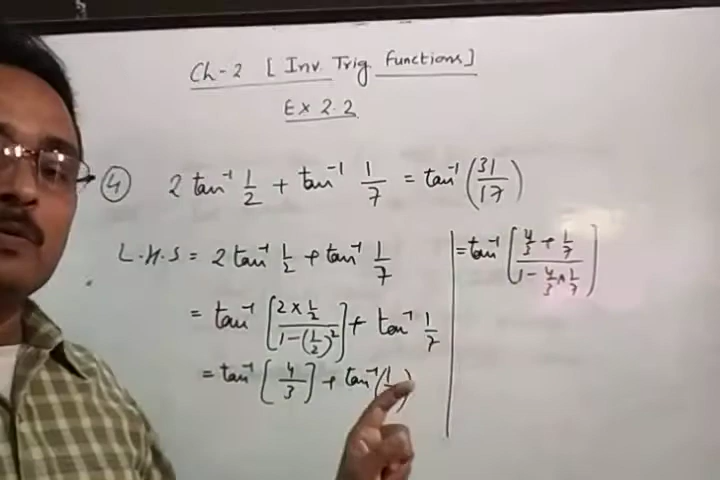 Ch-2 [Inv. Trig Functions]
Ex 2.2
④ 2 tan⁻¹ 1/2 + tan⁻¹ 1/7 = tan⁻¹ (31/17)
L.H.S = 2 tan⁻¹ 1/2 + tan⁻¹ 1/7
= tan⁻¹ [2 × 1/2 / 1-(1/2)²] + tan⁻¹ 1/7
= tan⁻¹ [4/3] + tan⁻¹ (1/ )
= tan⁻¹ [4/3 + 1/7 / 1 - 4/3 × 1/7]